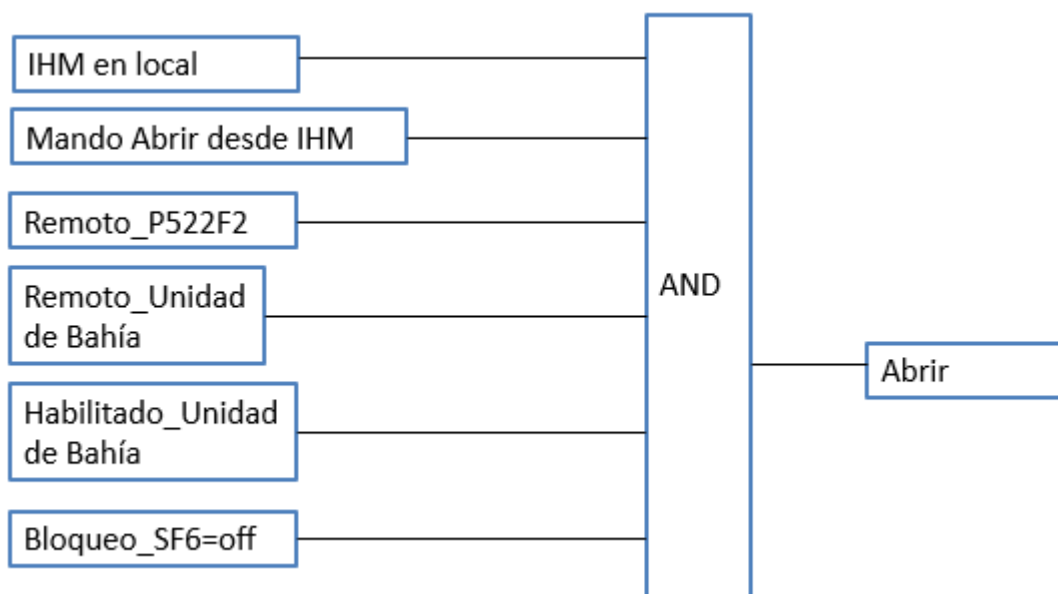 IHM en local
Mando Abrir desde IHM
Remoto_P522F2
Remoto_Unidad
de Bahía
AND
Abrir
Habilitado_Unidad
de Bahía
Bloqueo_SF6=off